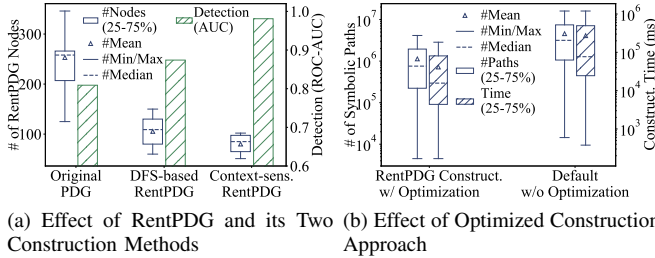 #Nodes
(25-75%)
#Mean
#Min/Max
#Median
Detection
(AUC)
# of RentPDG Nodes
300
200
100
Detection (ROC-AUC)
1.0
0.9
0.8
0.7
0.6
Original
PDG
DFS-based
RentPDG
Context-sens.
RentPDG
(a) Effect of RentPDG and its Two
Construction Methods
# of Symbolic Paths
10^7
10^6
10^5
10^4
#Mean
#Min/Max
#Median
#Paths
(25-75%)
Time
(25-75%)
Construct. Time (ms)
10^6
10^5
10^4
10^3
RentPDG Construct.
w/ Optimization
Default
w/o Optimization
(b) Effect of Optimized Construction
Approach